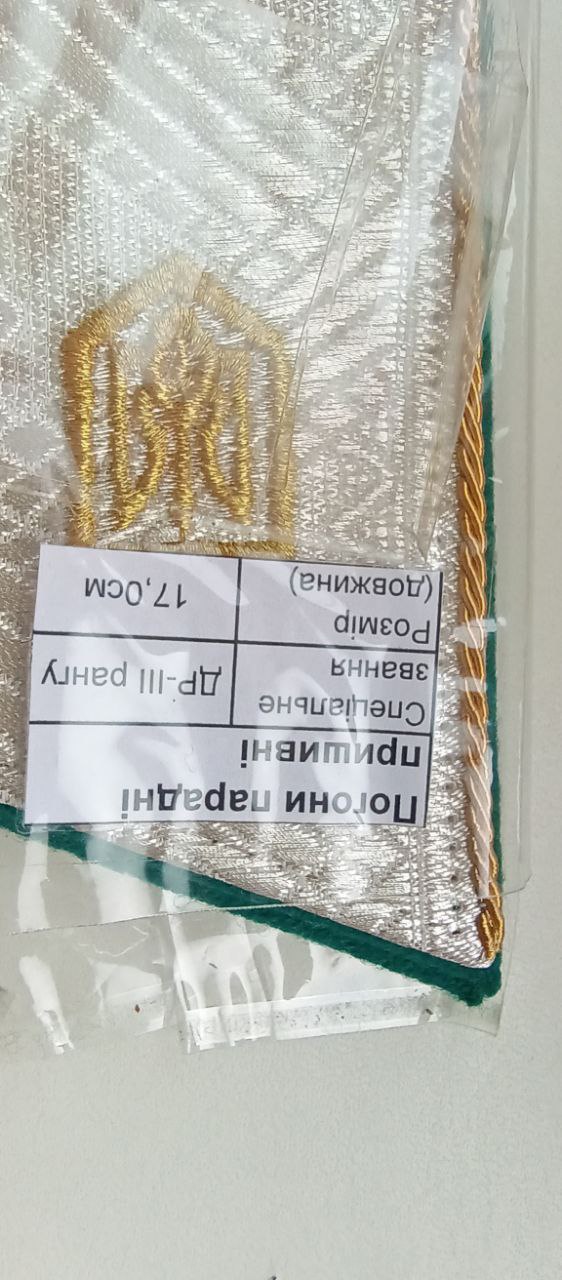 Погони парадні
пришивні
Спеціальне
звання
ДР-III рангу
Розмір
(довжина)
17,0см